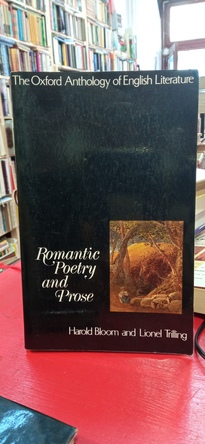 The Oxford Anthology of English Literature
Romantic
Poetry
and
Prose
Harold Bloom and Lionel Trilling